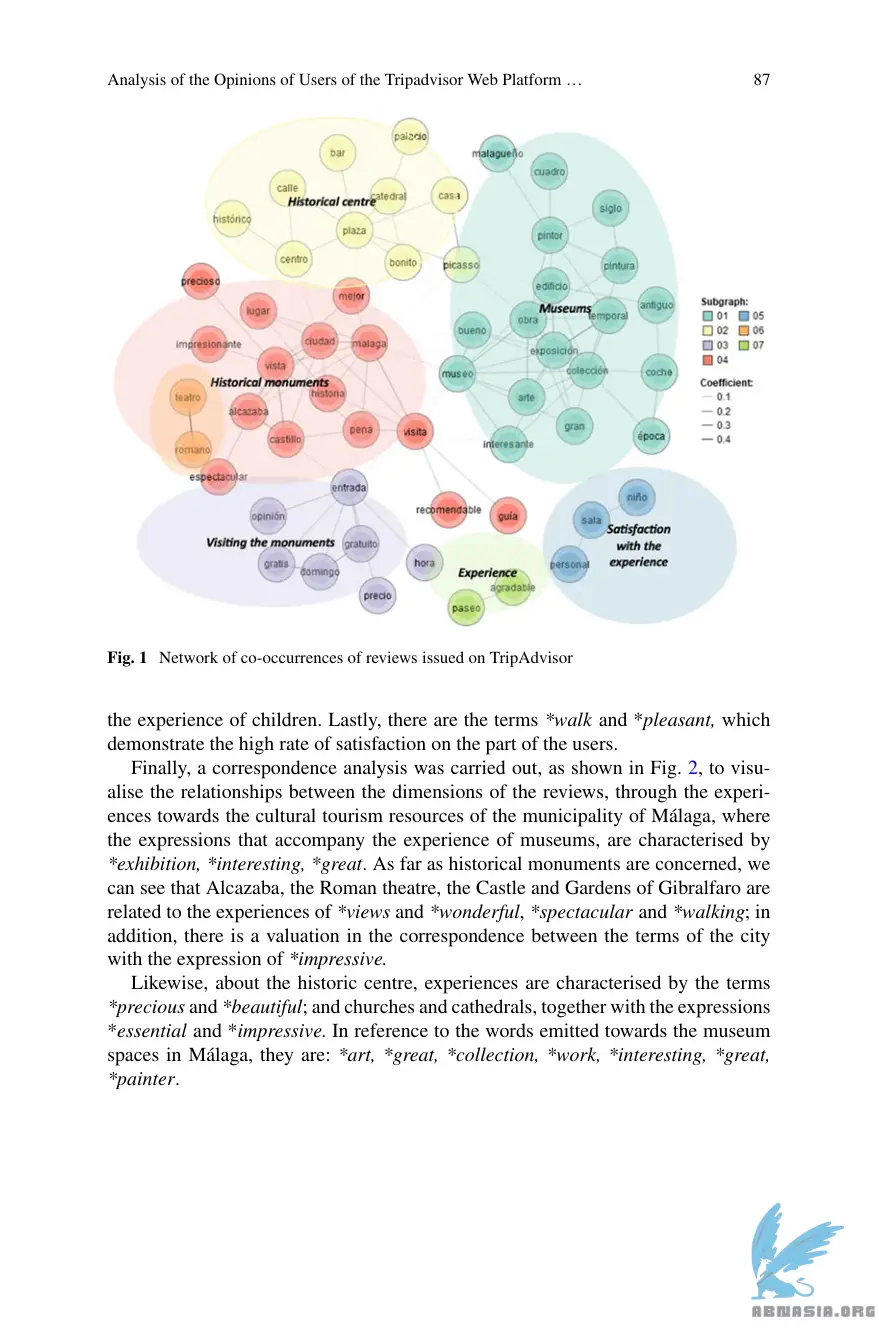 Analysis of the Opinions of Users of the Tripadvisor Web Platform … 87
palacio
bar
malagueño
cuadro
calle
Historical centre
catedral
casa
siglo
histórico
plaza
pintor
centro
bonito
picasso
pintura
precioso
mejor
edificio
lugar
Museums
antiguo
obra
temporal
bueno
impresionante
ciudad
malaga
exposición
vista
museo
colección
coche
Historical monuments
historia
teatro
alcazaba
arte
romano
castillo
pena
visita
gran
época
interesante
espectacular
entrada
recomendable
guía
niño
opinión
sala
Satisfaction
with the
experience
Visiting the monuments
gratuito
gratis
domingo
hora
Experience
personal
agradable
precio
paseo
Subgraph:
01 05
02 06
03 07
04
Coefficient:
0.1
0.2
0.3
0.4
Fig. 1 Network of co-occurrences of reviews issued on TripAdvisor
the experience of children. Lastly, there are the terms *walk and *pleasant, which
demonstrate the high rate of satisfaction on the part of the users.
Finally, a correspondence analysis was carried out, as shown in Fig. 2, to visu-
alise the relationships between the dimensions of the reviews, through the experi-
ences towards the cultural tourism resources of the municipality of Málaga, where
the expressions that accompany the experience of museums, are characterised by
*exhibition, *interesting, *great. As far as historical monuments are concerned, we
can see that Alcazaba, the Roman theatre, the Castle and Gardens of Gibralfaro are
related to the experiences of *views and *wonderful, *spectacular and *walking; in
addition, there is a valuation in the correspondence between the terms of the city
with the expression of *impressive.
Likewise, about the historic centre, experiences are characterised by the terms
*precious and *beautiful; and churches and cathedrals, together with the expressions
*essential and *impressive. In reference to the words emitted towards the museum
spaces in Málaga, they are: *art, *great, *collection, *work, *interesting, *great,
*painter.
ABNASIA.ORG